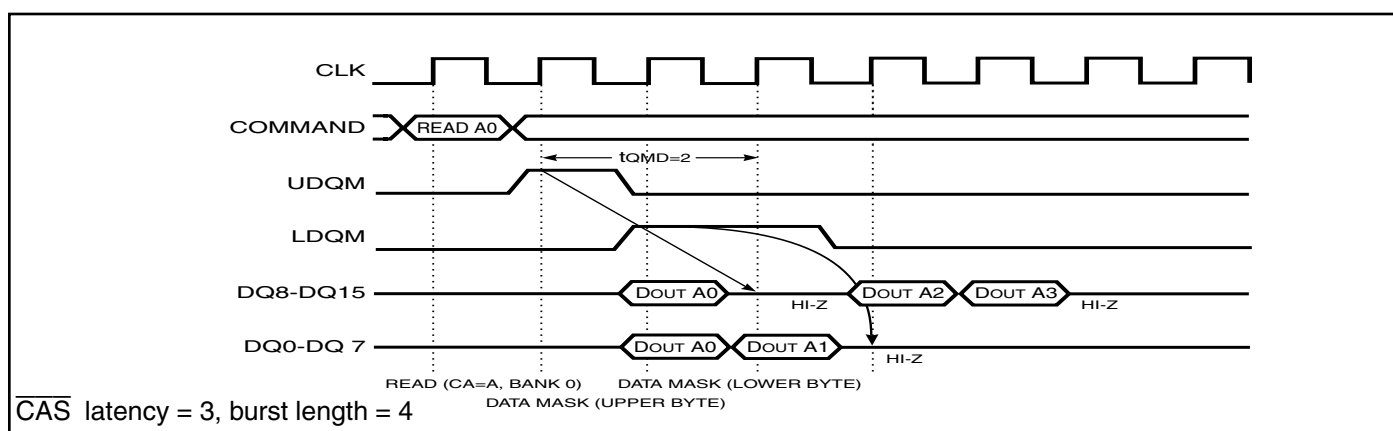 CLK
COMMAND READ A0
tQMD=2
UDQM
LDQM
DQ8-DQ15 DOUT A0 HI-Z DOUT A2 DOUT A3 HI-Z
DQ0-DQ 7 DOUT A0 DOUT A1 HI-Z
READ (CA=A, BANK 0) DATA MASK (LOWER BYTE)
DATA MASK (UPPER BYTE)
CAS latency = 3, burst length = 4